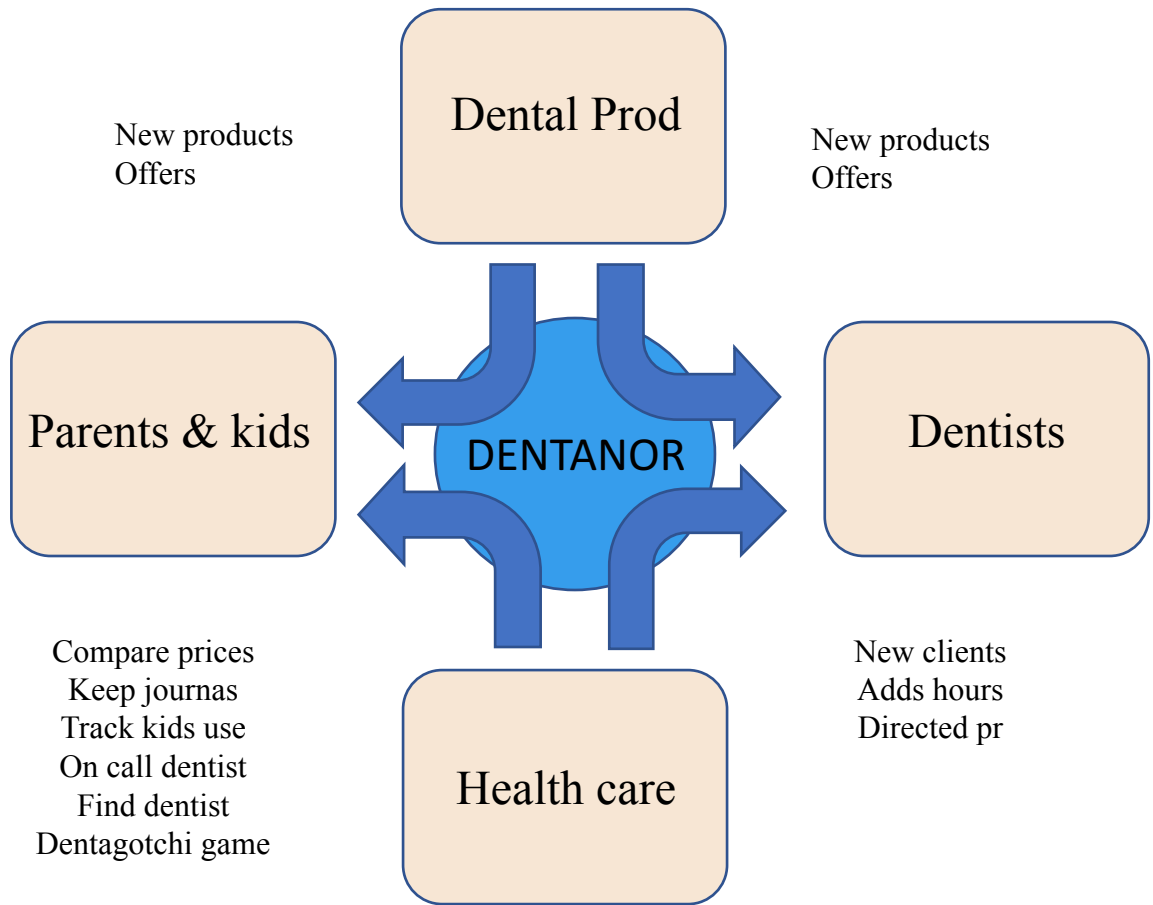 Dental Prod
New products
Offers
New products
Offers
Parents & kids
DENTANOR
Dentists
Compare prices
Keep journas
Track kids use
On call dentist
Find dentist
Dentagotchi game
Health care
New clients
Adds hours
Directed pr